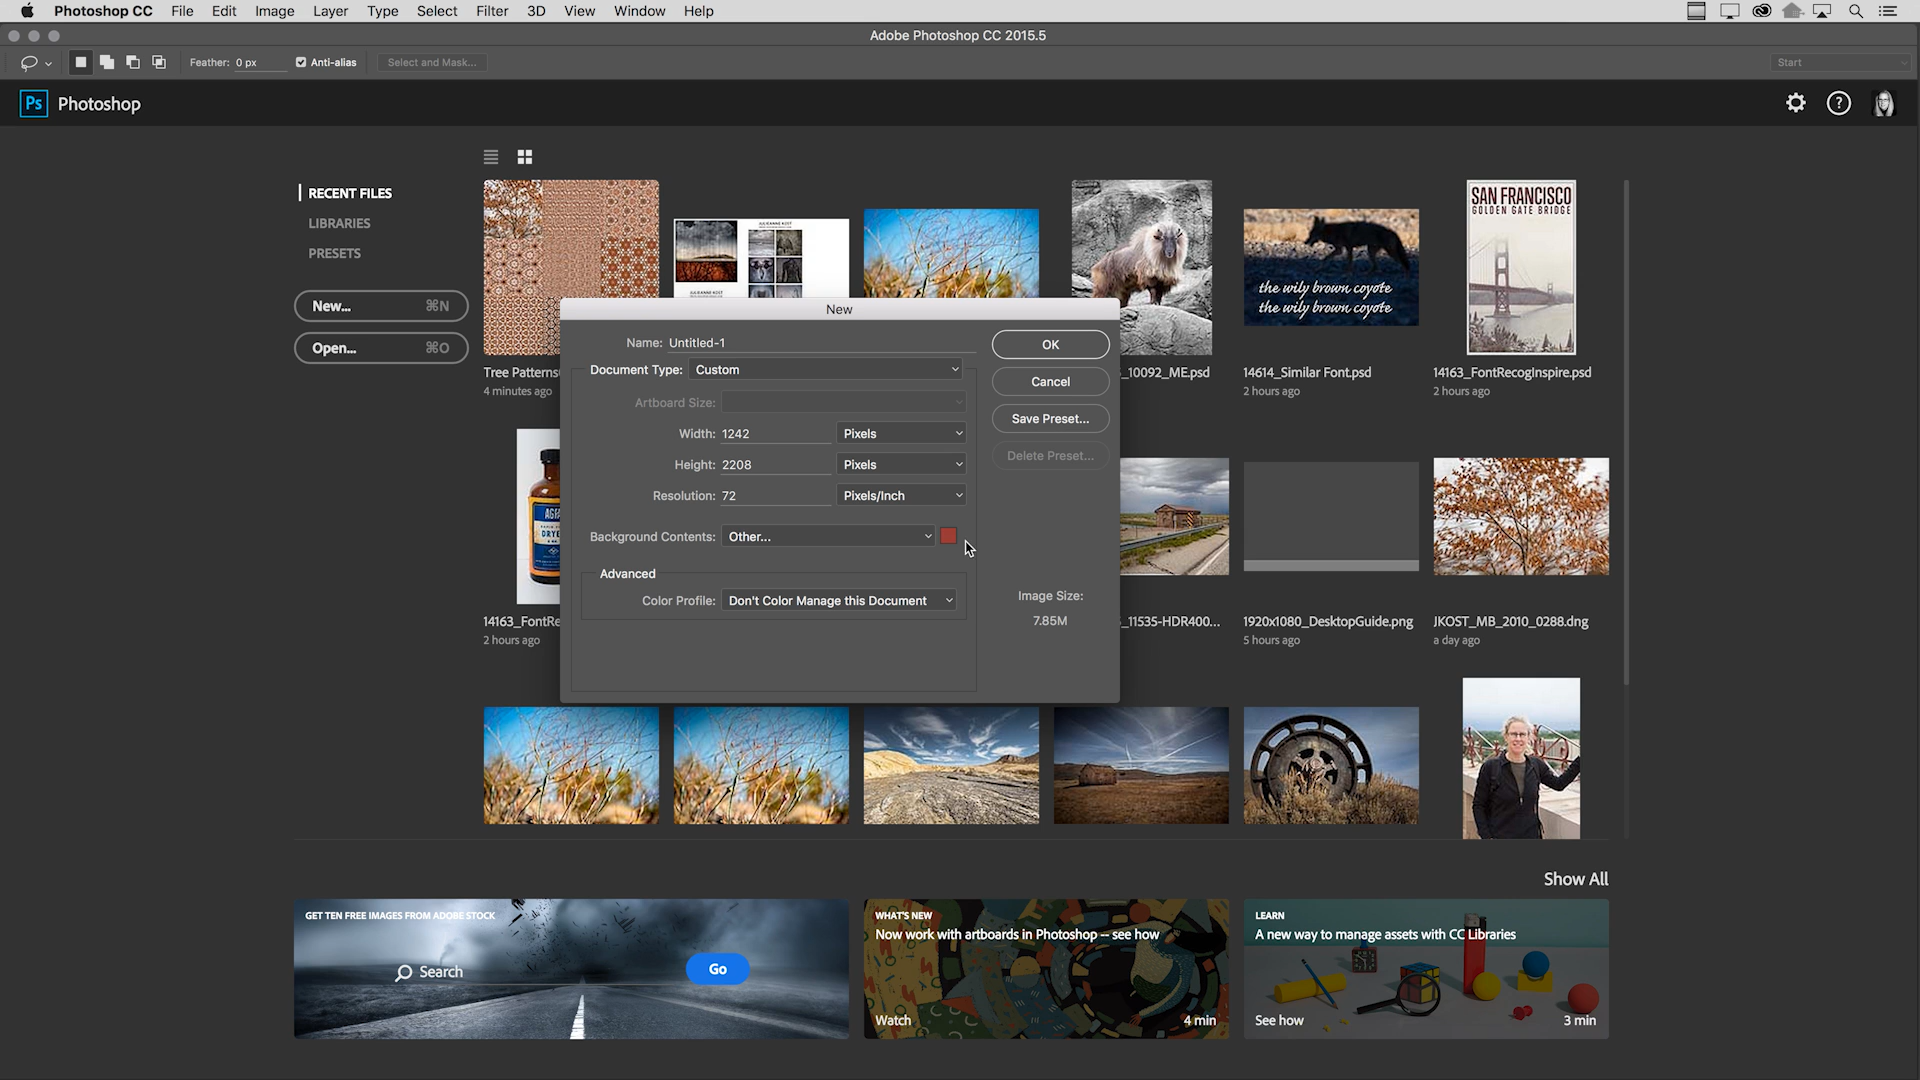 Photoshop CC File Edit Image Layer Type Select Filter 3D View Window Help
Adobe Photoshop CC 2015.5
Feather: 0 px Anti-alias Select and Mask... Start
Ps Photoshop ?
RECENT FILES
LIBRARIES
PRESETS
New... ⌘N
Open... ⌘O
JULIEANNE KOST
the wily brown coyote
the wily brown coyote
SAN FRANCISCO
GOLDEN GATE BRIDGE
Tree Patterns
4 minutes ago
_10092_ME.psd
14614_Similar Font.psd
2 hours ago
14163_FontRecogInspire.psd
2 hours ago
New
Name: Untitled-1
Document Type: Custom
Artboard Size:
Width: 1242 Pixels
Height: 2208 Pixels
Resolution: 72 Pixels/Inch
Background Contents: Other...
Advanced
Color Profile: Don't Color Manage this Document
OK
Cancel
Save Preset...
Delete Preset...
Image Size:
7.85M
14163_FontRe
2 hours ago
_11535-HDR400...
1920x1080_DesktopGuide.png
5 hours ago
JKOST_MB_2010_0288.dng
a day ago
Show All
GET TEN FREE IMAGES FROM ADOBE STOCK
Search Go
WHAT'S NEW
Now work with artboards in Photoshop -- see how
Watch 4 min
LEARN
A new way to manage assets with CC Libraries
See how 3 min